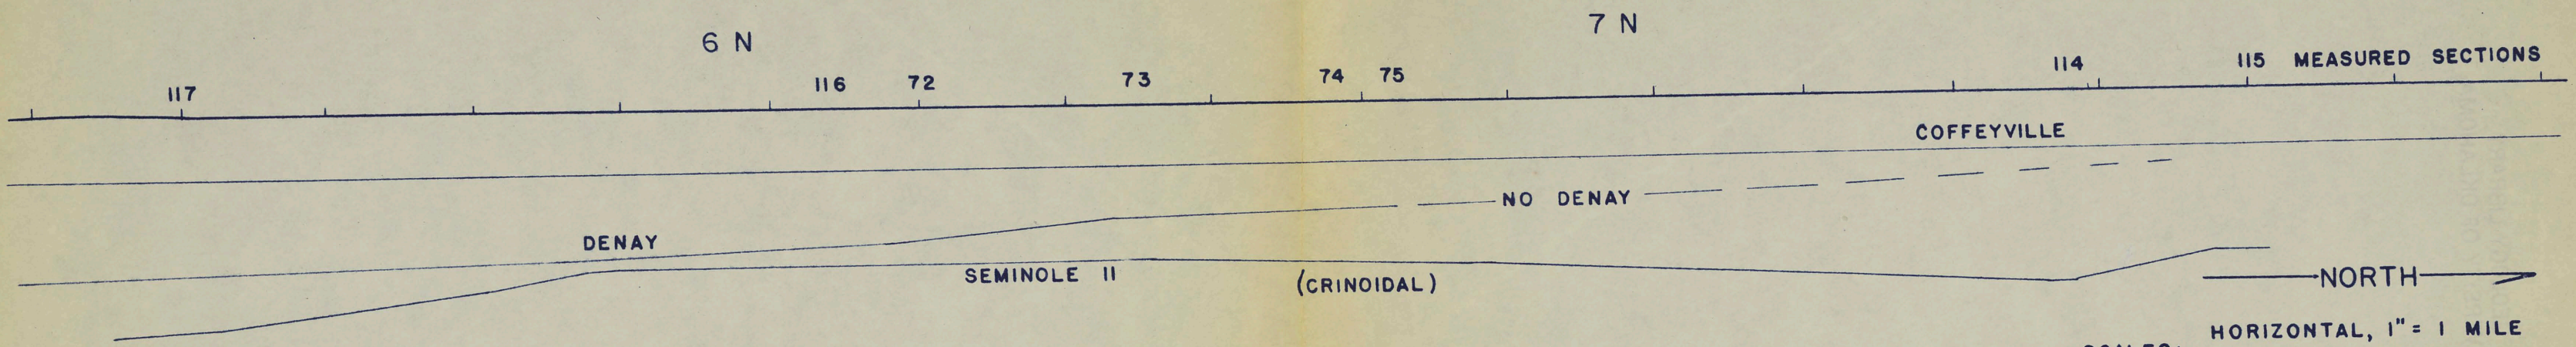 6 N
7 N
117
116
72
73
74
75
114
115 MEASURED SECTIONS
COFFEYVILLE
NO DENAY
DENAY
SEMINOLE II
(CRINOIDAL)
NORTH
HORIZONTAL, 1" = 1 MILE